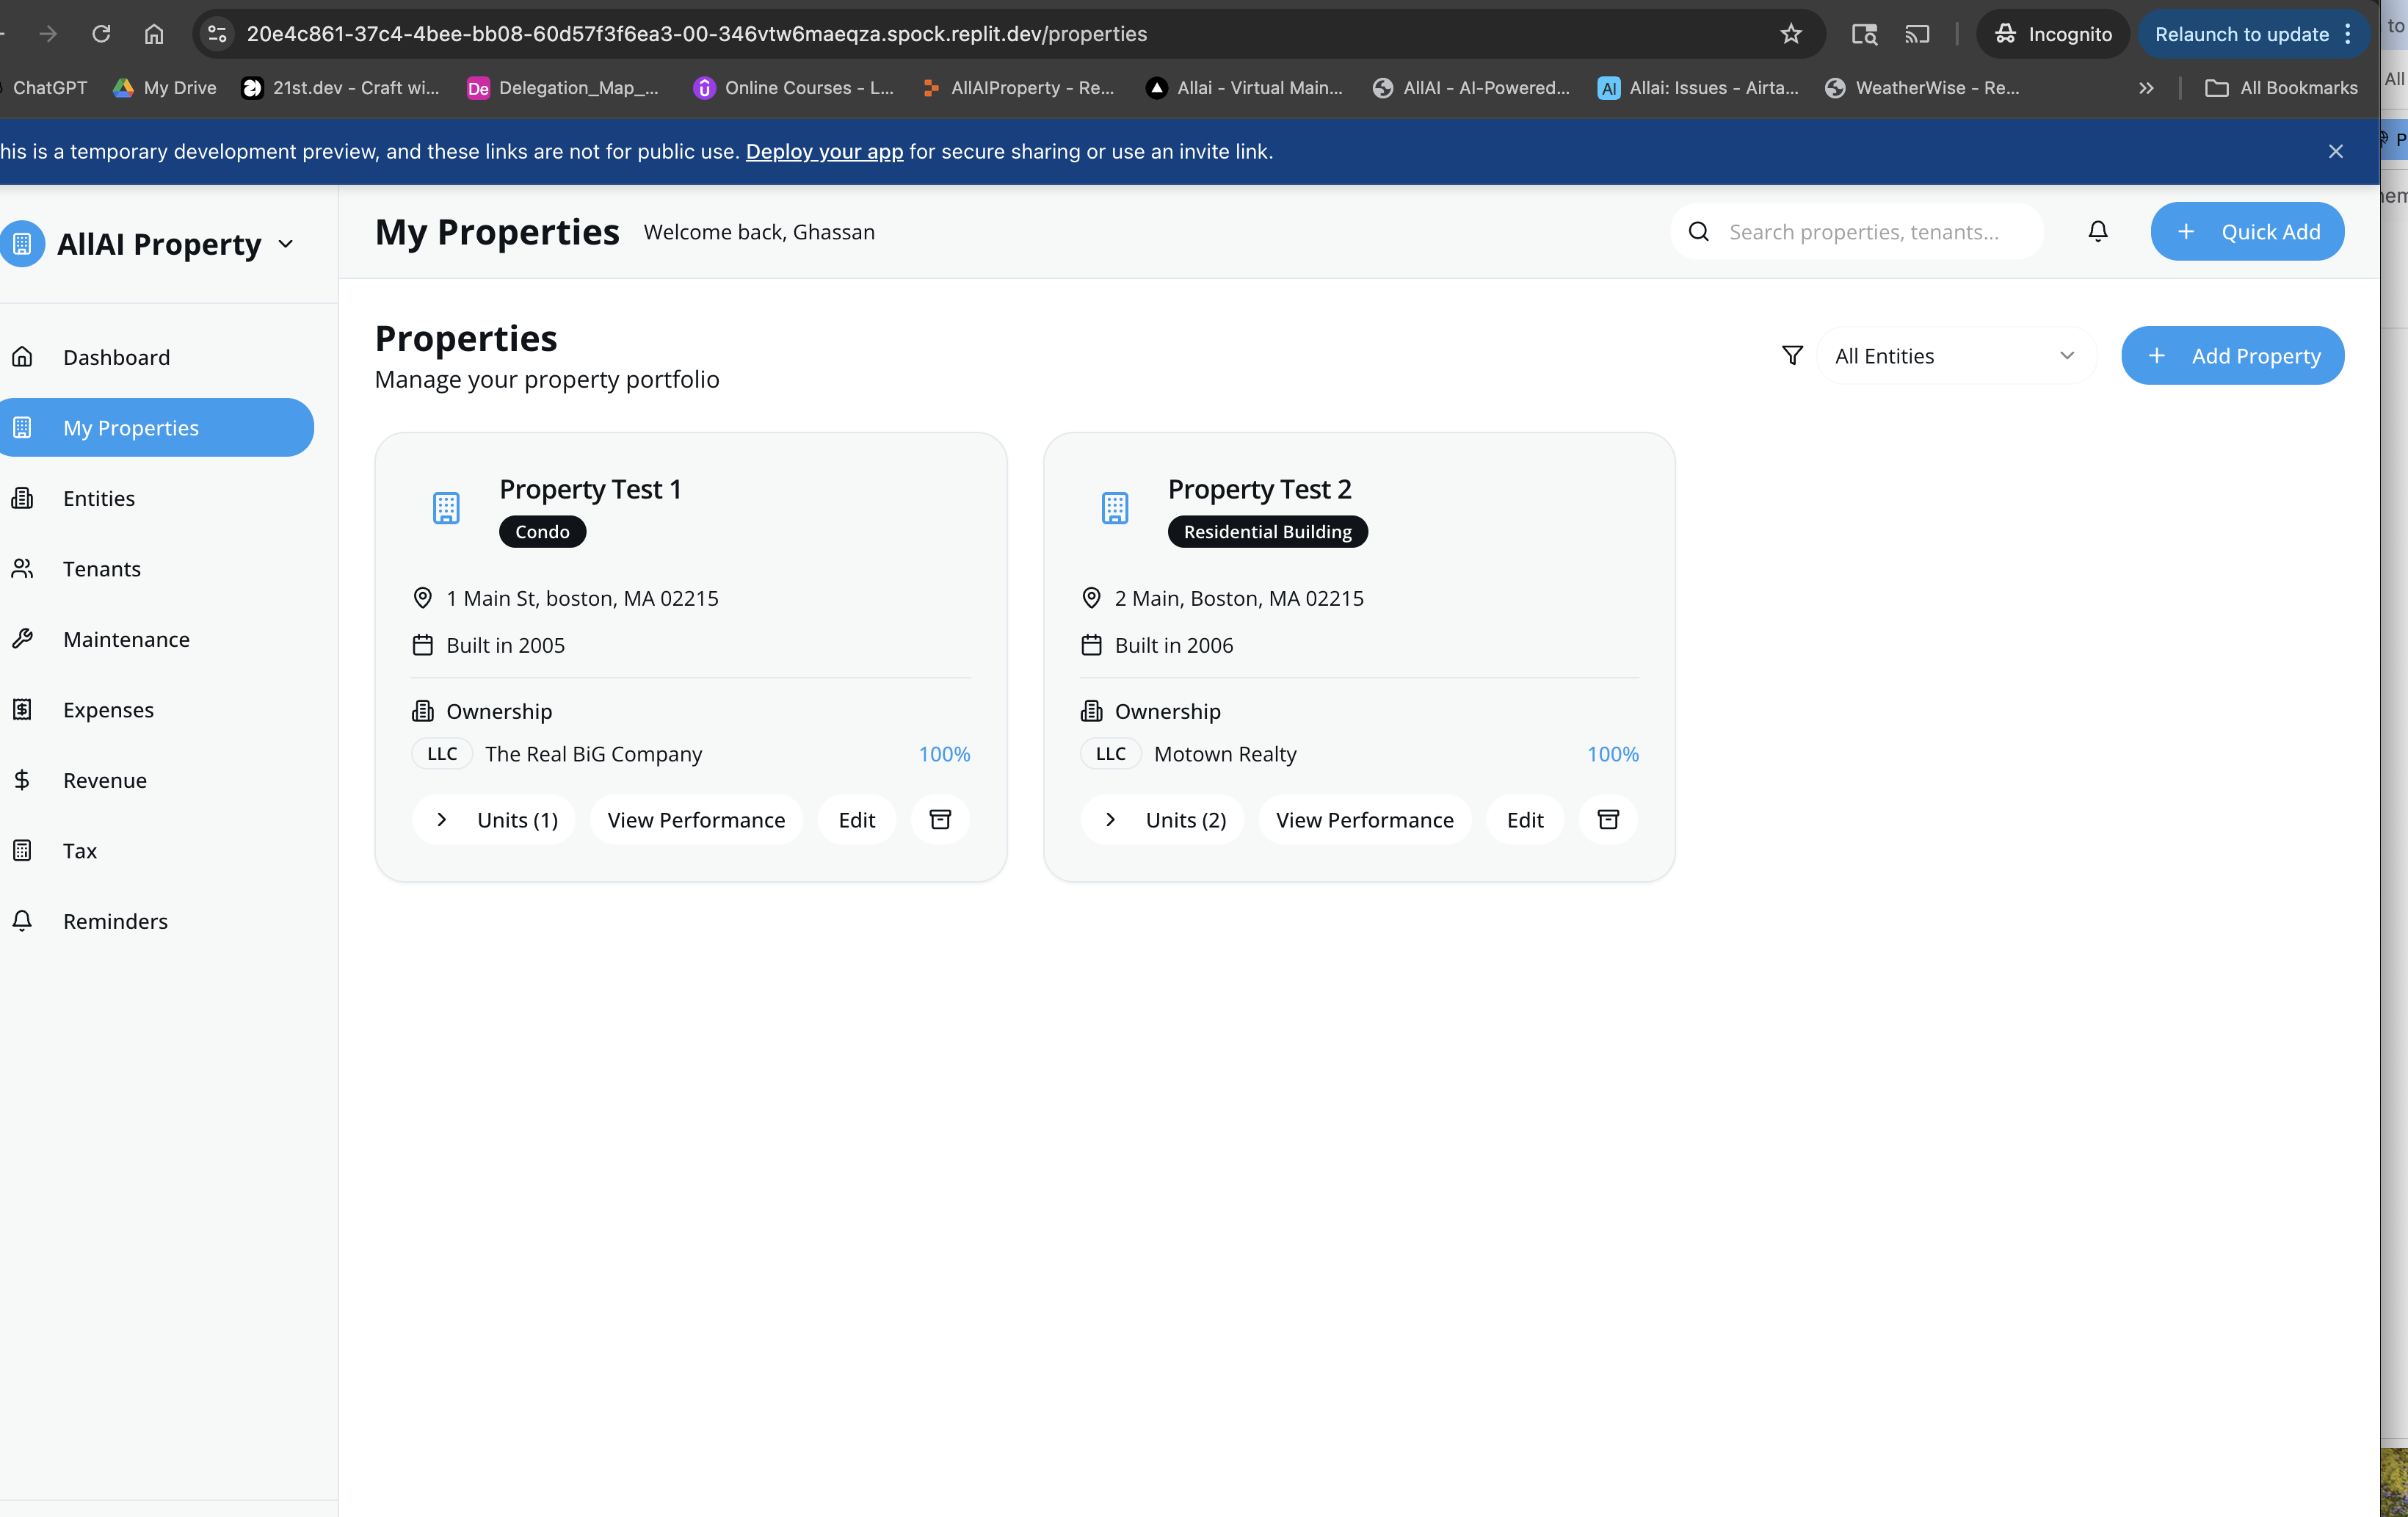 20e4c861-37c4-4bee-bb08-60d57f3f6ea3-00-346vtw6maeqza.spock.replit.dev/properties
Incognito
Relaunch to update
ChatGPT
My Drive
21st.dev - Craft wi...
De Delegation_Map_...
Online Courses - L...
AllAIProperty - Re...
Allai - Virtual Main...
AllAI - AI-Powered...
AI Allai: Issues - Airta...
WeatherWise - Re...
All Bookmarks
to
All
his is a temporary development preview, and these links are not for public use. Deploy your app for secure sharing or use an invite link.
AllAI Property
My Properties
Welcome back, Ghassan
Search properties, tenants...
Quick Add
Dashboard
My Properties
Entities
Tenants
Maintenance
Expenses
Revenue
Tax
Reminders
Properties
Manage your property portfolio
All Entities
Add Property
Property Test 1
Condo
1 Main St, boston, MA 02215
Built in 2005
Ownership
LLC The Real BiG Company 100%
Units (1)
View Performance
Edit
Property Test 2
Residential Building
2 Main, Boston, MA 02215
Built in 2006
Ownership
LLC Motown Realty 100%
Units (2)
View Performance
Edit